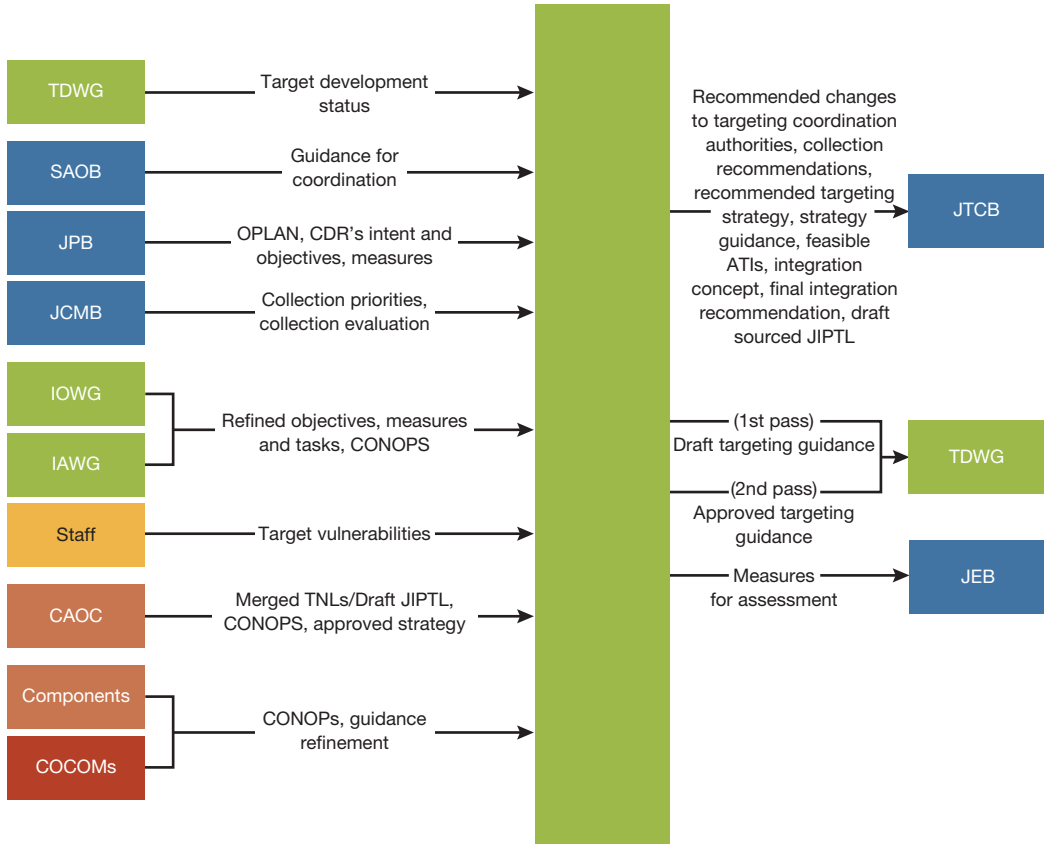 TDWG
Target development
status
SAOB
Guidance for
coordination
JPB
OPLAN, CDR's intent and
objectives, measures
JCMB
Collection priorities,
collection evaluation
IOWG
IAWG
Refined objectives, measures
and tasks, CONOPS
Staff
Target vulnerabilities
CAOC
Merged TNLs/Draft JIPTL,
CONOPS, approved strategy
Components
COCOMs
CONOPs, guidance
refinement
Recommended changes
to targeting coordination
authorities, collection
recommendations,
recommended targeting
strategy, strategy
guidance, feasible
ATIs, integration
concept, final integration
recommendation, draft
sourced JIPTL
JTCB
(1st pass)
Draft targeting guidance
(2nd pass)
Approved targeting
guidance
TDWG
Measures
for assessment
JEB